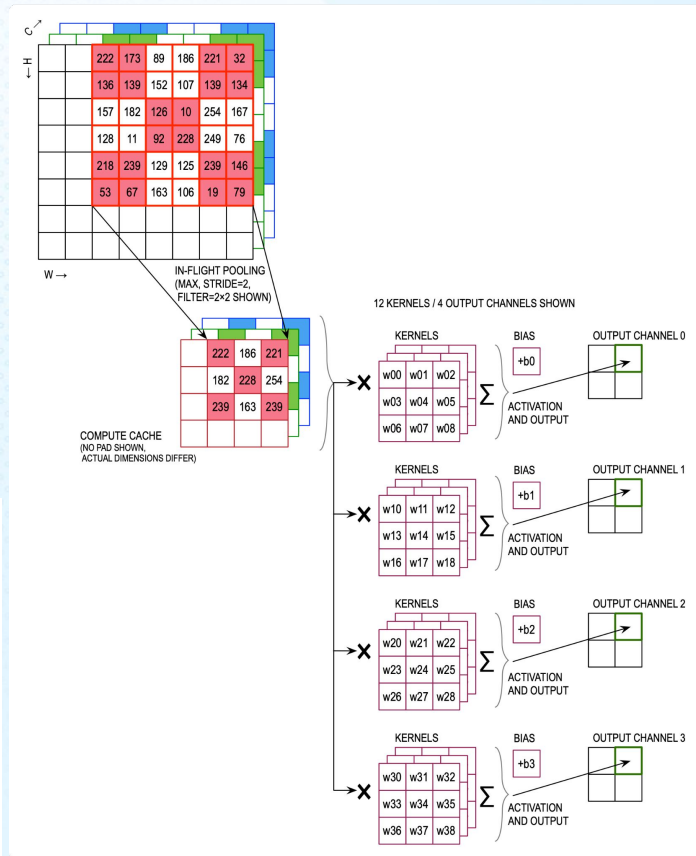 C ↗
← H
222 173 89 186 221 32
136 139 152 107 139 134
157 182 126 10 254 167
128 11 92 228 249 76
218 239 129 125 239 146
53 67 163 106 19 79
W →
IN-FLIGHT POOLING
(MAX, STRIDE=2,
FILTER=2×2 SHOWN)
222 186 221
182 228 254
239 163 239
COMPUTE CACHE
(NO PAD SHOWN,
ACTUAL DIMENSIONS DIFFER)
12 KERNELS / 4 OUTPUT CHANNELS SHOWN
KERNELS
BIAS
OUTPUT CHANNEL 0
×
w00 w01 w02
w03 w04 w05
w06 w07 w08
Σ
+b0
ACTIVATION
AND OUTPUT
KERNELS
BIAS
OUTPUT CHANNEL 1
×
w10 w11 w12
w13 w14 w15
w16 w17 w18
Σ
+b1
ACTIVATION
AND OUTPUT
KERNELS
BIAS
OUTPUT CHANNEL 2
×
w20 w21 w22
w23 w24 w25
w26 w27 w28
Σ
+b2
ACTIVATION
AND OUTPUT
KERNELS
BIAS
OUTPUT CHANNEL 3
×
w30 w31 w32
w33 w34 w35
w36 w37 w38
Σ
+b3
ACTIVATION
AND OUTPUT